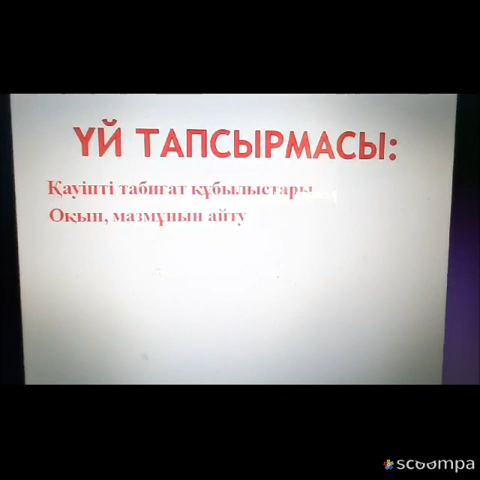 ҮЙ ТАПСЫРМАСЫ:
Қауіпті табиғат құбылыстары
Оқып, мазмұнын айту
scoompa